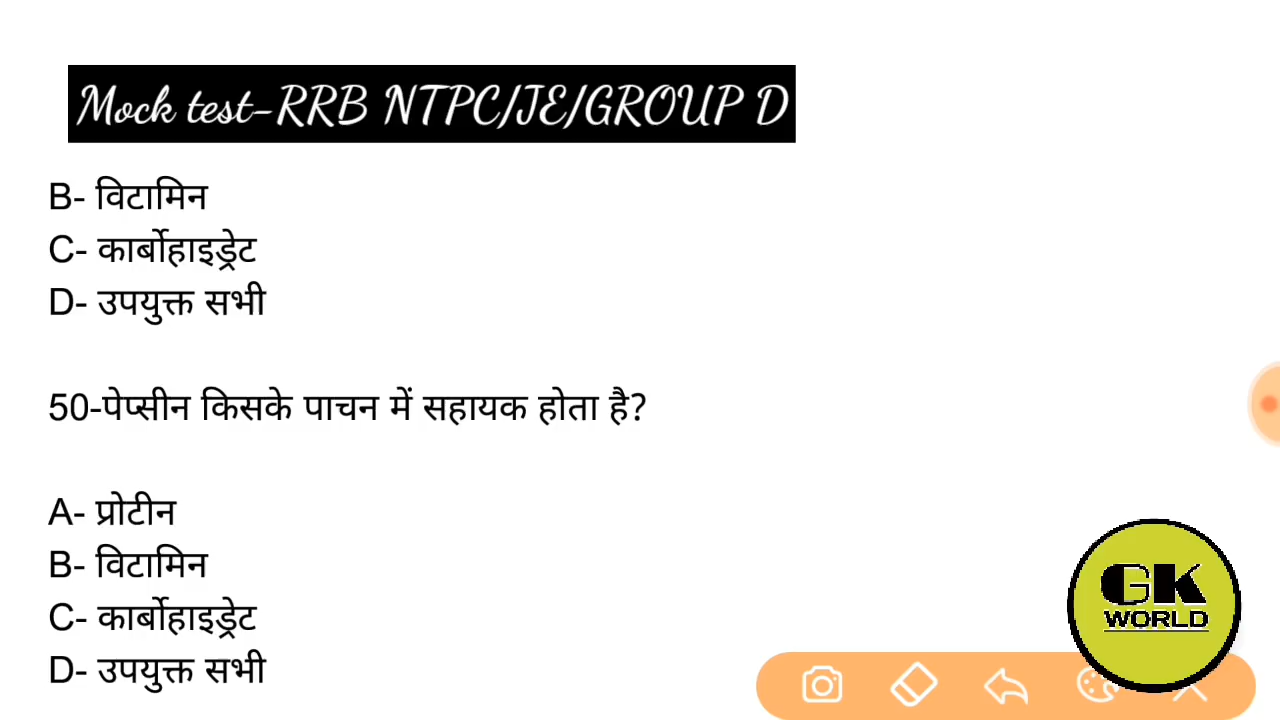 Mock test-RRB NTPC/JE/GROUP D
B- विटामिन
C- कार्बोहाइड्रेट
D- उपयुक्त सभी
50-पेप्सीन किसके पाचन में सहायक होता है?
A- प्रोटीन
B- विटामिन
C- कार्बोहाइड्रेट
D- उपयुक्त सभी
GK
WORLD